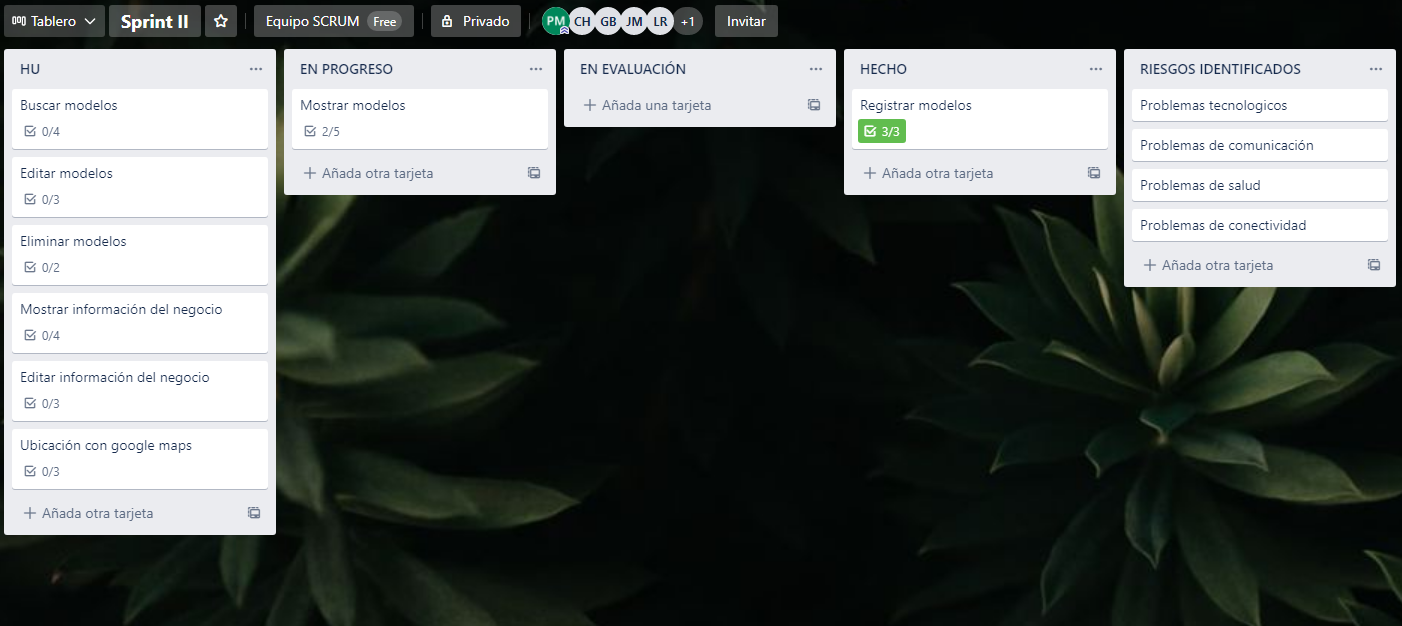 Tablero
Sprint II
Equipo SCRUM Free
Privado
PM CH GB JM LR +1
Invitar
HU
Buscar modelos
0/4
Editar modelos
0/3
Eliminar modelos
0/2
Mostrar información del negocio
0/4
Editar información del negocio
0/3
Ubicación con google maps
0/3
Añada otra tarjeta
EN PROGRESO
Mostrar modelos
2/5
Añada otra tarjeta
EN EVALUACIÓN
Añada una tarjeta
HECHO
Registrar modelos
3/3
Añada otra tarjeta
RIESGOS IDENTIFICADOS
Problemas tecnologicos
Problemas de comunicación
Problemas de salud
Problemas de conectividad
Añada otra tarjeta